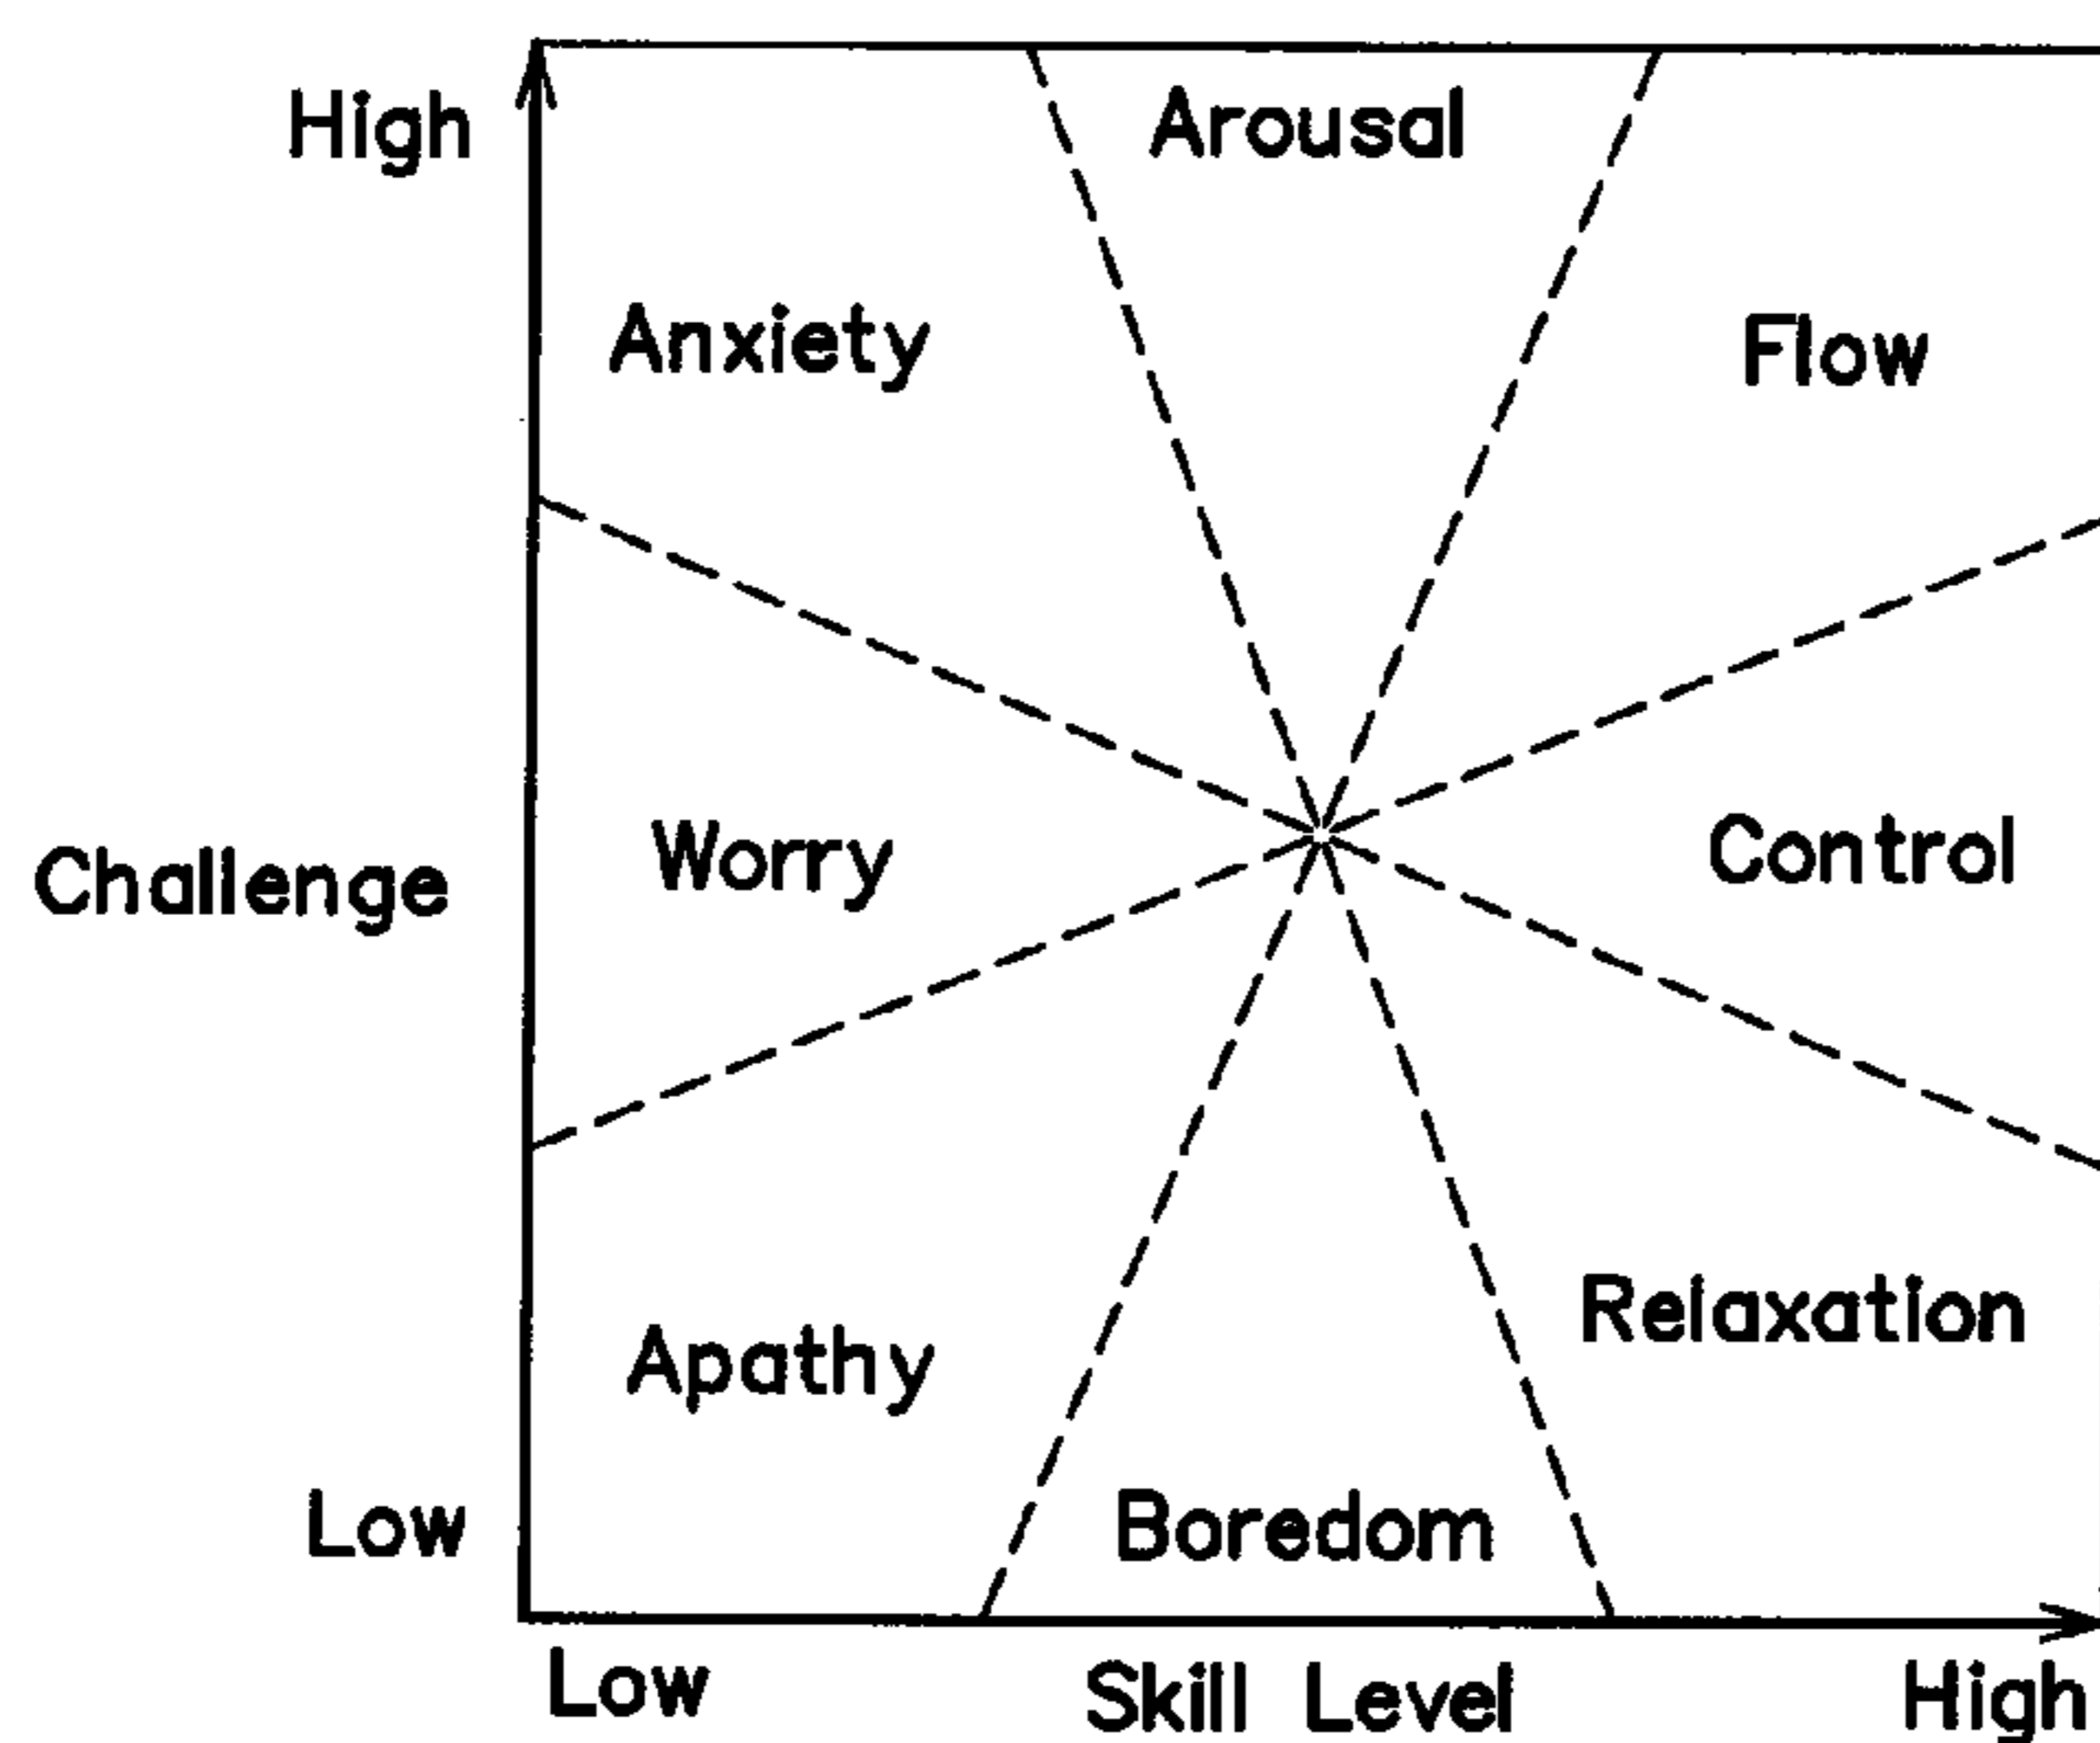 High
Arousal
Anxiety
Flow
Challenge
Worry
Control
Apathy
Relaxation
Low
Boredom
Low
Skill Level
High